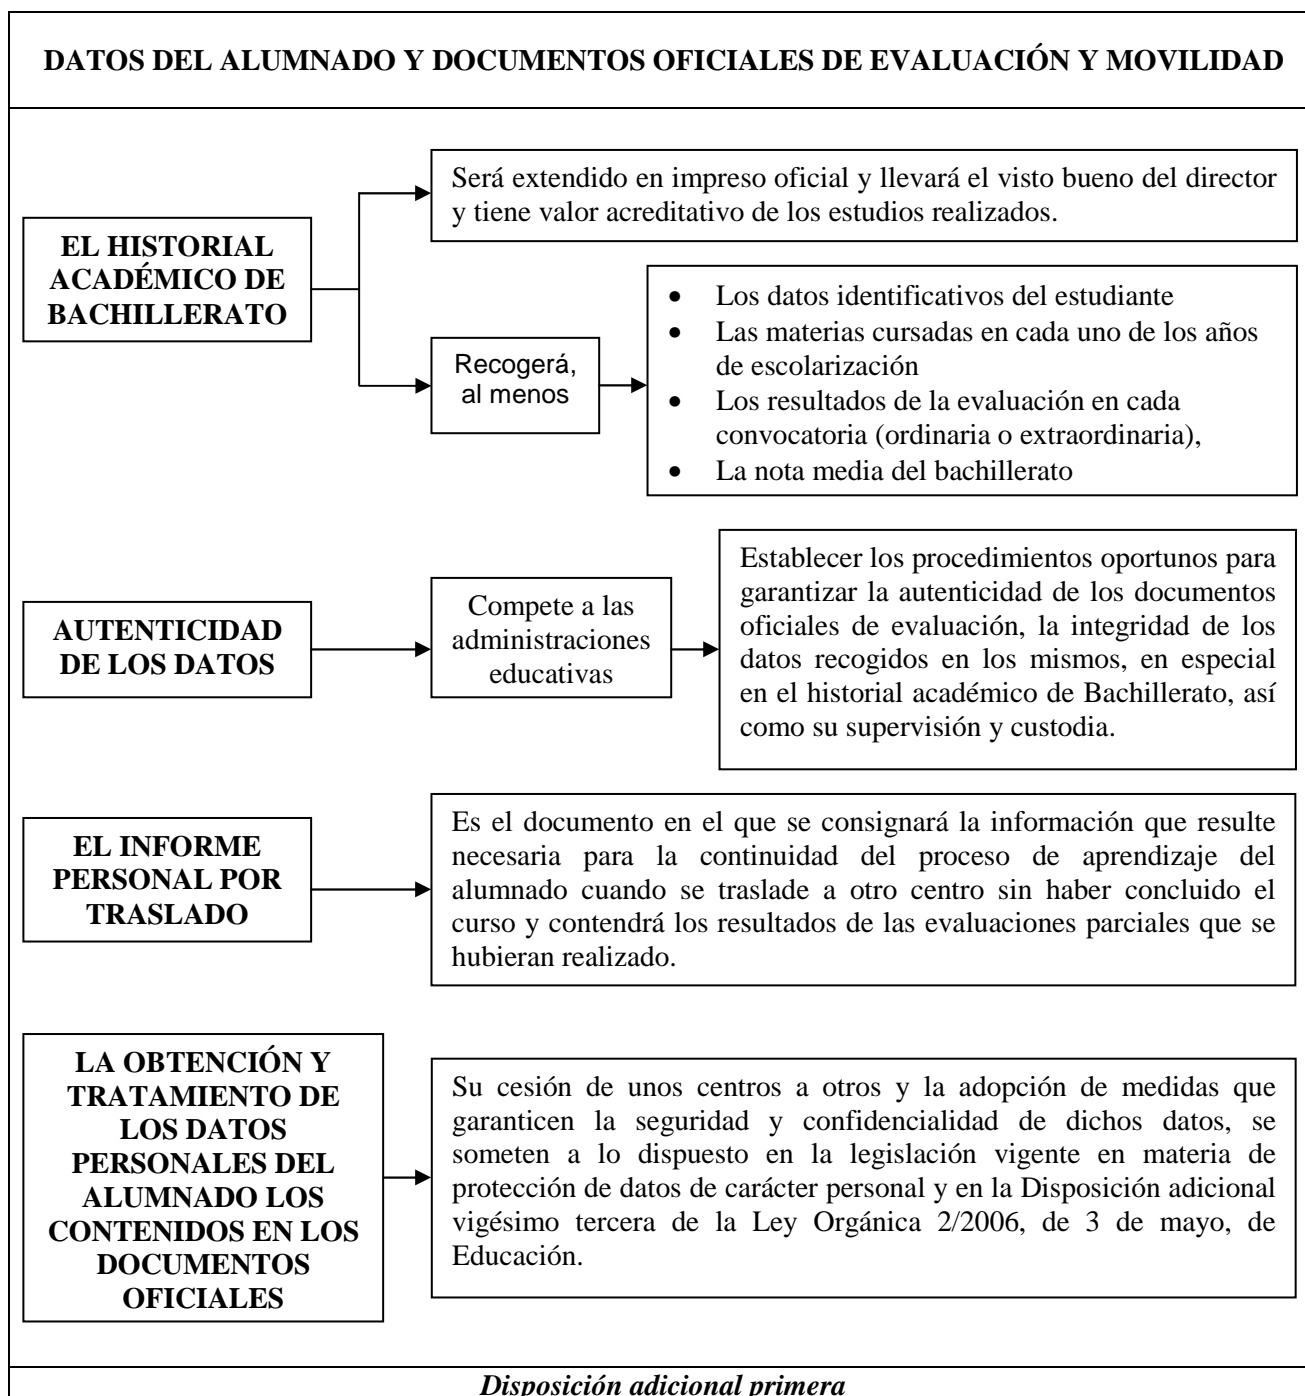 DATOS DEL ALUMNADO Y DOCUMENTOS OFICIALES DE EVALUACIÓN Y MOVILIDAD
EL HISTORIAL
ACADÉMICO DE
BACHILLERATO
Será extendido en impreso oficial y llevará el visto bueno del director
y tiene valor acreditativo de los estudios realizados.
Recogerá,
al menos
• Los datos identificativos del estudiante
• Las materias cursadas en cada uno de los años
de escolarización
• Los resultados de la evaluación en cada
convocatoria (ordinaria o extraordinaria),
• La nota media del bachillerato
AUTENTICIDAD
DE LOS DATOS
Compete a las
administraciones
educativas
Establecer los procedimientos oportunos para
garantizar la autenticidad de los documentos
oficiales de evaluación, la integridad de los
datos recogidos en los mismos, en especial
en el historial académico de Bachillerato, así
como su supervisión y custodia.
EL INFORME
PERSONAL POR
TRASLADO
Es el documento en el que se consignará la información que resulte
necesaria para la continuidad del proceso de aprendizaje del
alumnado cuando se traslade a otro centro sin haber concluido el
curso y contendrá los resultados de las evaluaciones parciales que se
hubieran realizado.
LA OBTENCIÓN Y
TRATAMIENTO DE
LOS DATOS
PERSONALES DEL
ALUMNADO LOS
CONTENIDOS EN LOS
DOCUMENTOS
OFICIALES
Su cesión de unos centros a otros y la adopción de medidas que
garanticen la seguridad y confidencialidad de dichos datos, se
someten a lo dispuesto en la legislación vigente en materia de
protección de datos de carácter personal y en la Disposición adicional
vigésimo tercera de la Ley Orgánica 2/2006, de 3 de mayo, de
Educación.
Disposición adicional primera